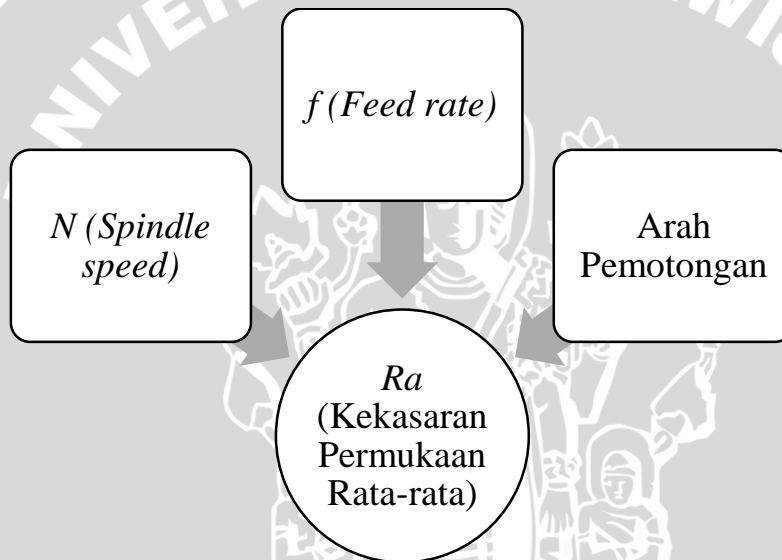 f (Feed rate)
N (Spindle
speed)
Arah
Pemotongan
Ra
(Kekasaran
Permukaan
Rata-rata)